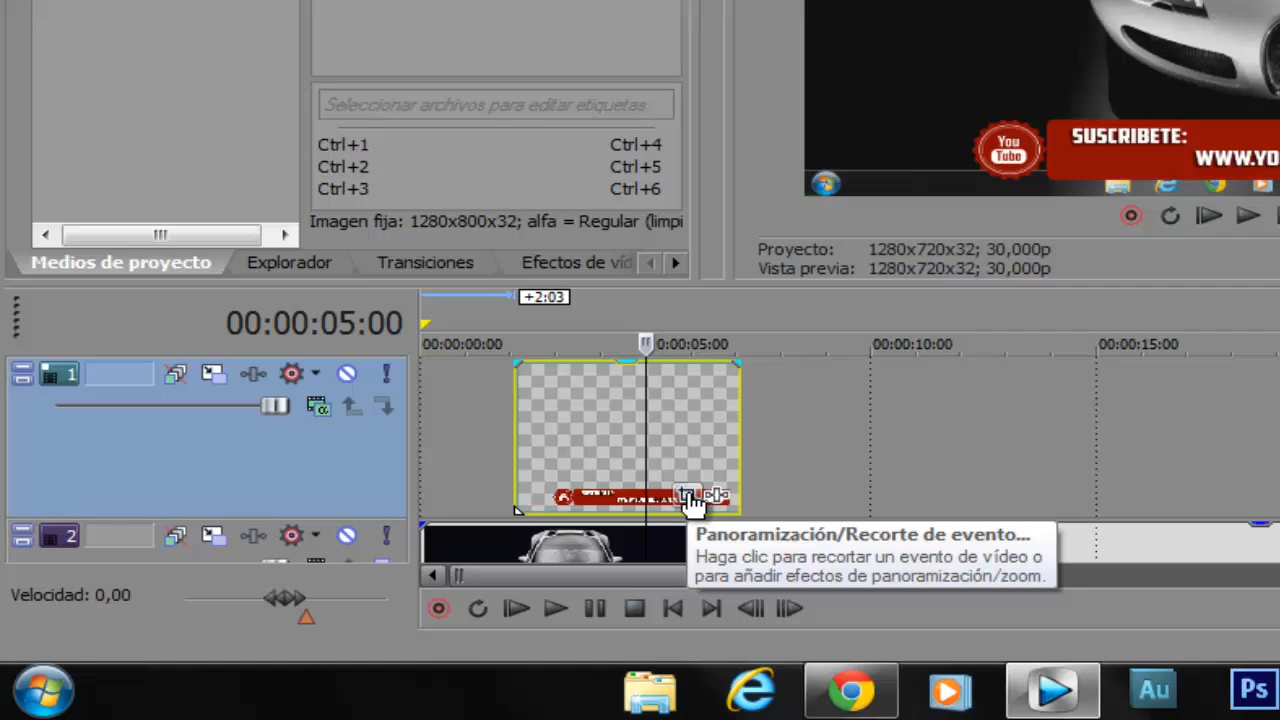 Seleccionar archivos para editar etiquetas
Ctrl+1 Ctrl+4
Ctrl+2 Ctrl+5
Ctrl+3 Ctrl+6
Imagen fija: 1280x800x32; alfa = Regular (limpi
Medios de proyecto Explorador Transiciones Efectos de víd
You
Tube
SUSCRIBETE:
WWW.YO
Proyecto: 1280x720x32; 30,000p
Vista previa: 1280x720x32; 30,000p
+2:03
00:00:05:00
00:00:00:00 0:00:05:00 00:00:10:00 00:00:15:00
1
2
Panoramización/Recorte de evento...
Haga clic para recortar un evento de vídeo o
para añadir efectos de panoramización/zoom.
Velocidad: 0,00
Au
Ps